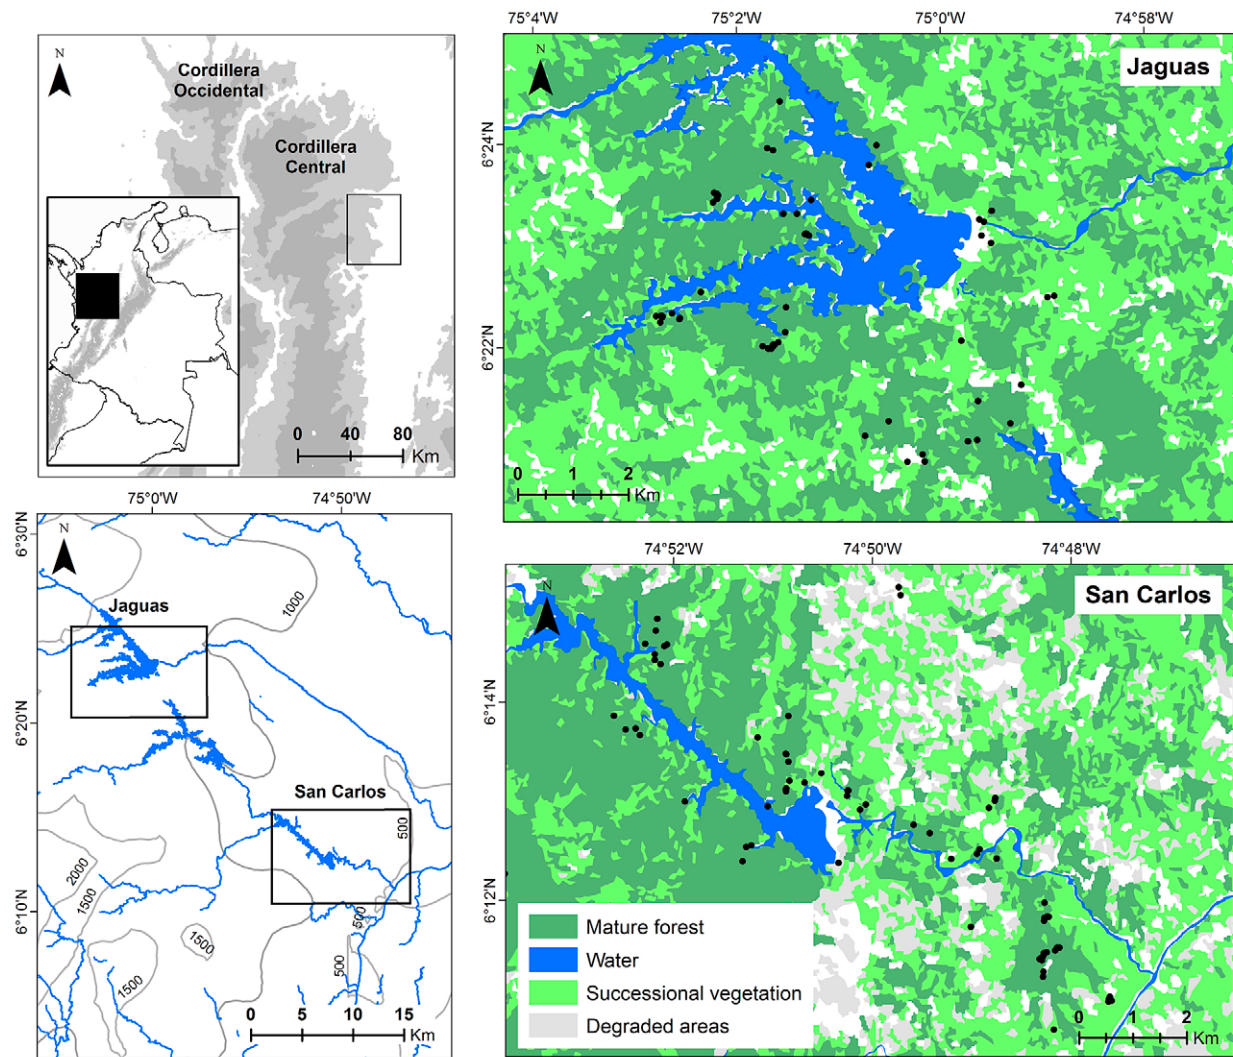 N
Cordillera
Occidental
Cordillera
Central
0 40 80
Km
75°4'W 75°2'W 75°0'W 74°58'W
6°24'N
6°22'N
N
Jaguas
0 1 2
Km
75°0'W 74°50'W
6°30'N
6°20'N
6°10'N
N
1000
Jaguas
San Carlos
500
2000
1500
1500
1500
500
500
0 5 10 15
Km
74°52'W 74°50'W 74°48'W
6°14'N
6°12'N
N
San Carlos
Mature forest
Water
Successional vegetation
Degraded areas
0 1 2
Km